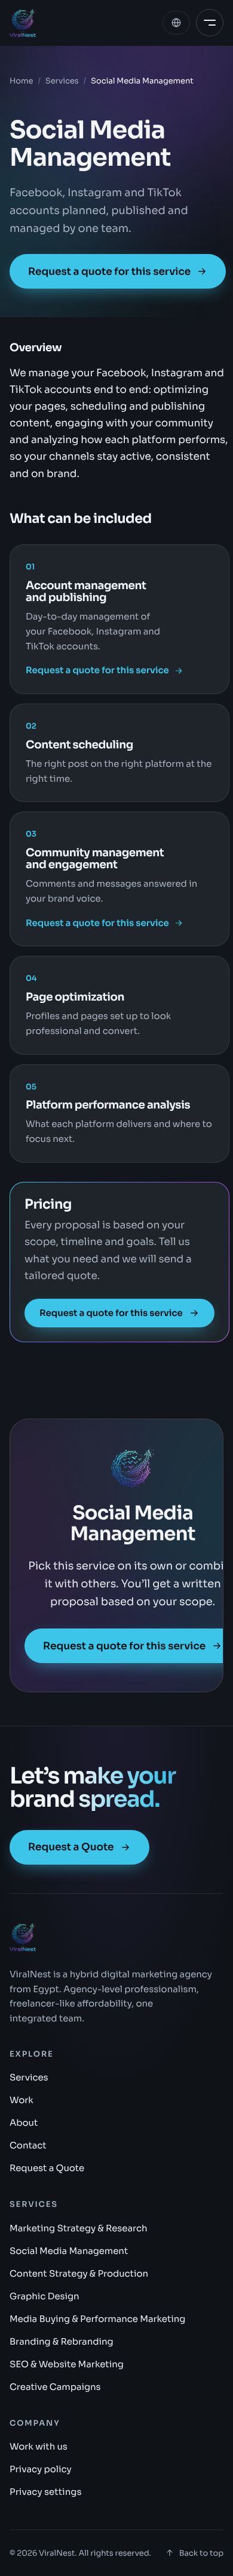 ViralNest
Home / Services / Social Media Management
Social Media
Management
Facebook, Instagram and TikTok
accounts planned, published and
managed by one team.
Request a quote for this service →
Overview
We manage your Facebook, Instagram and
TikTok accounts end to end: optimizing
your pages, scheduling and publishing
content, engaging with your community
and analyzing how each platform performs,
so your channels stay active, consistent
and on brand.
What can be included
01
Account management
and publishing
Day-to-day management of
your Facebook, Instagram and
TikTok accounts.
Request a quote for this service →
02
Content scheduling
The right post on the right platform at the
right time.
03
Community management
and engagement
Comments and messages answered in
your brand voice.
Request a quote for this service →
04
Page optimization
Profiles and pages set up to look
professional and convert.
05
Platform performance analysis
What each platform delivers and where to
focus next.
Pricing
Every proposal is based on your
scope, timeline and goals. Tell us
what you need and we will send a
tailored quote.
Request a quote for this service →
Social Media
Management
Pick this service on its own or combi
it with others. You'll get a written
proposal based on your scope.
Request a quote for this service →
Let's make your
brand spread.
Request a Quote →
ViralNest
ViralNest is a hybrid digital marketing agency
from Egypt. Agency-level professionalism,
freelancer-like affordability, one
integrated team.
EXPLORE
Services
Work
About
Contact
Request a Quote
SERVICES
Marketing Strategy & Research
Social Media Management
Content Strategy & Production
Graphic Design
Media Buying & Performance Marketing
Branding & Rebranding
SEO & Website Marketing
Creative Campaigns
COMPANY
Work with us
Privacy policy
Privacy settings
© 2026 ViralNest. All rights reserved. ↑ Back to top